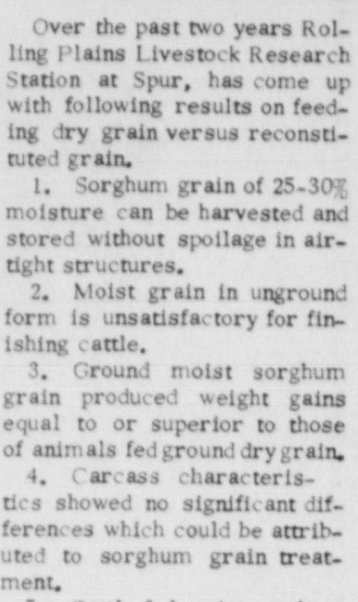 Over the past two years Rol-
ling Plains Livestock Research
Station at Spur, has come up
with following results on feed-
ing dry grain versus reconsti-
tuted grain.
1. Sorghum grain of 25-30%
moisture can be harvested and
stored without spoilage in air-
tight structures.
2. Moist grain in unground
form is unsatisfactory for fin-
ishing cattle.
3. Ground moist sorghum
grain produced weight gains
equal to or superior to those
of animals fed ground dry grain.
4. Carcass characteris-
tics showed no significant dif-
ferences which could be attrib-
uted to sorghum grain treat-
ment.